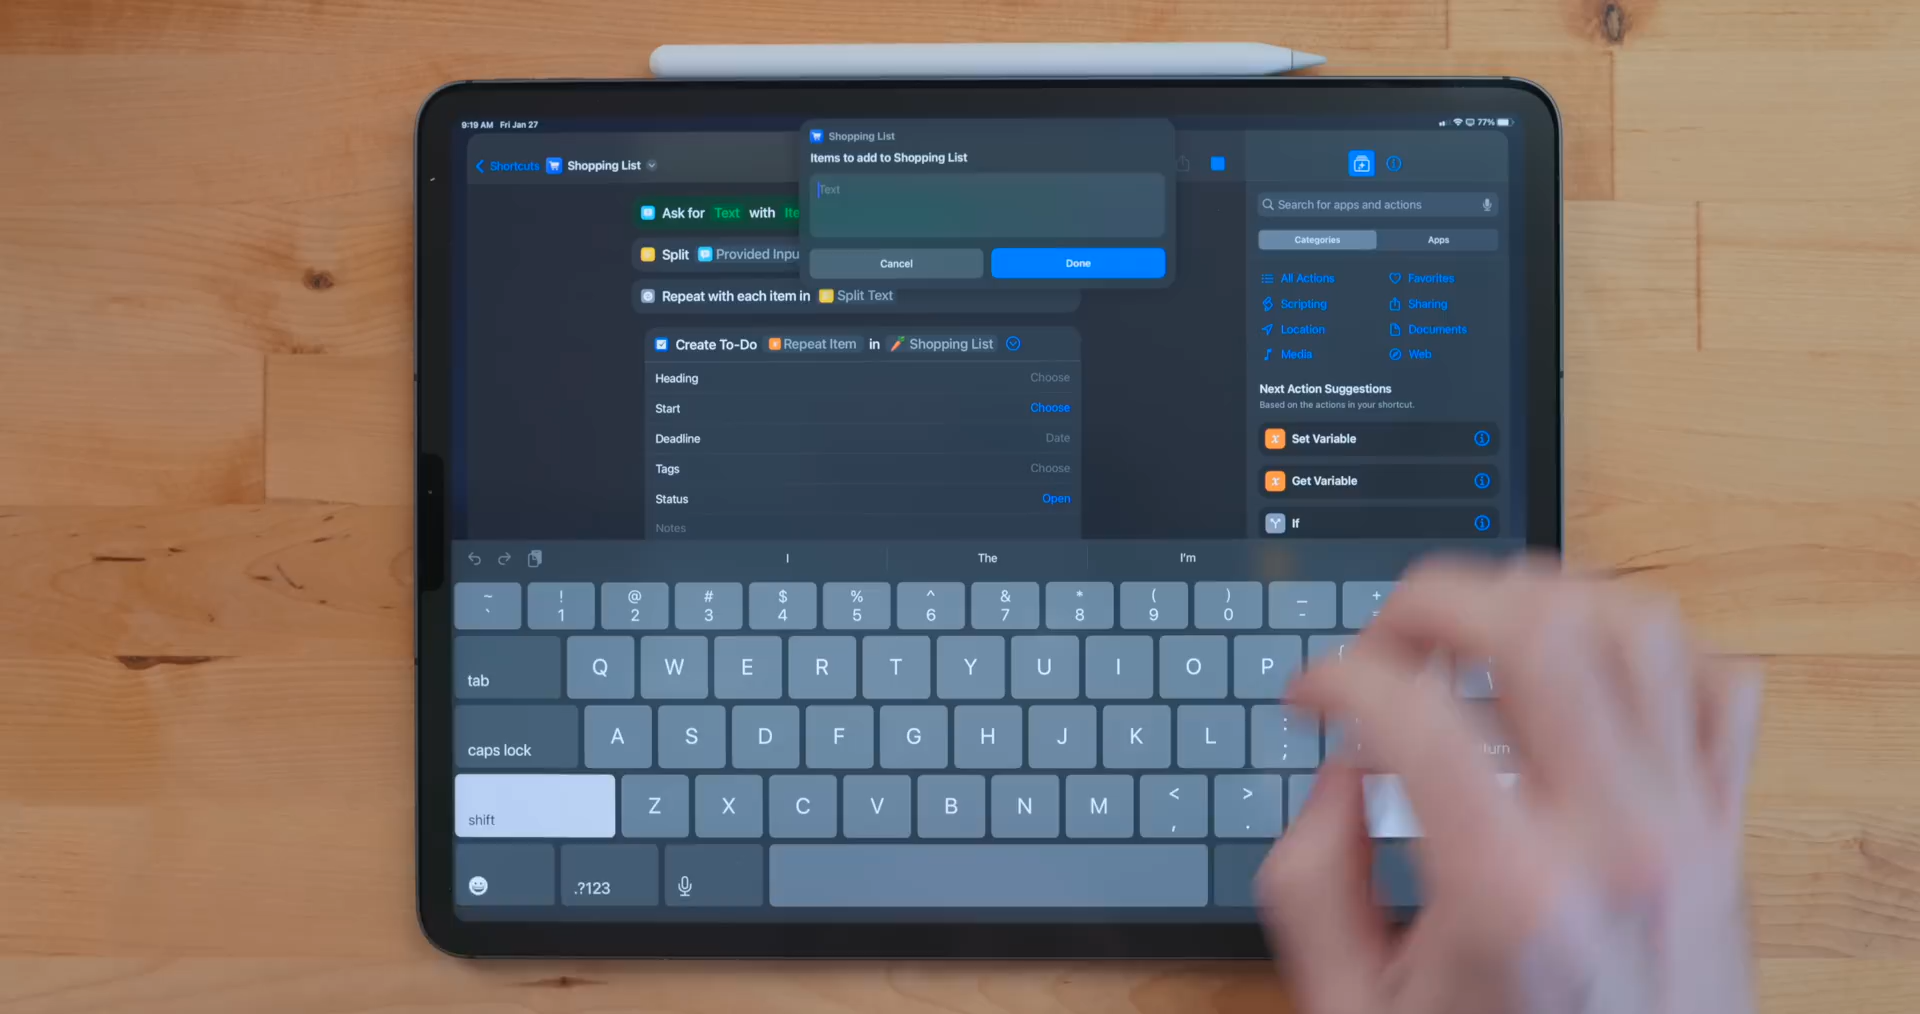 9:19 AM Fri Jan 27
77%
Shortcuts
Shopping List
Shopping List
Items to add to Shopping List
Text
Cancel
Done
Ask for Text with
Split
Repeat with each item in Split Text
Create To-Do Repeat Item in Shopping List
Heading Choose
Start Choose
Deadline Date
Tags Choose
Status Open
Notes
Search for apps and actions
Categories
Apps
All Actions
Favorites
Scripting
Sharing
Location
Documents
Media
Web
Next Action Suggestions
Based on the actions in your shortcut.
Set Variable
Get Variable
If
I
The
I'm
~ ! @ # $ % ^ & * ( ) _ +
` 1 2 3 4 5 6 7 8 9 0 -
tab Q W E R T Y U I O P
caps lock A S D F G H J K L : ;
shift Z X C V B N M < , > .
.?123